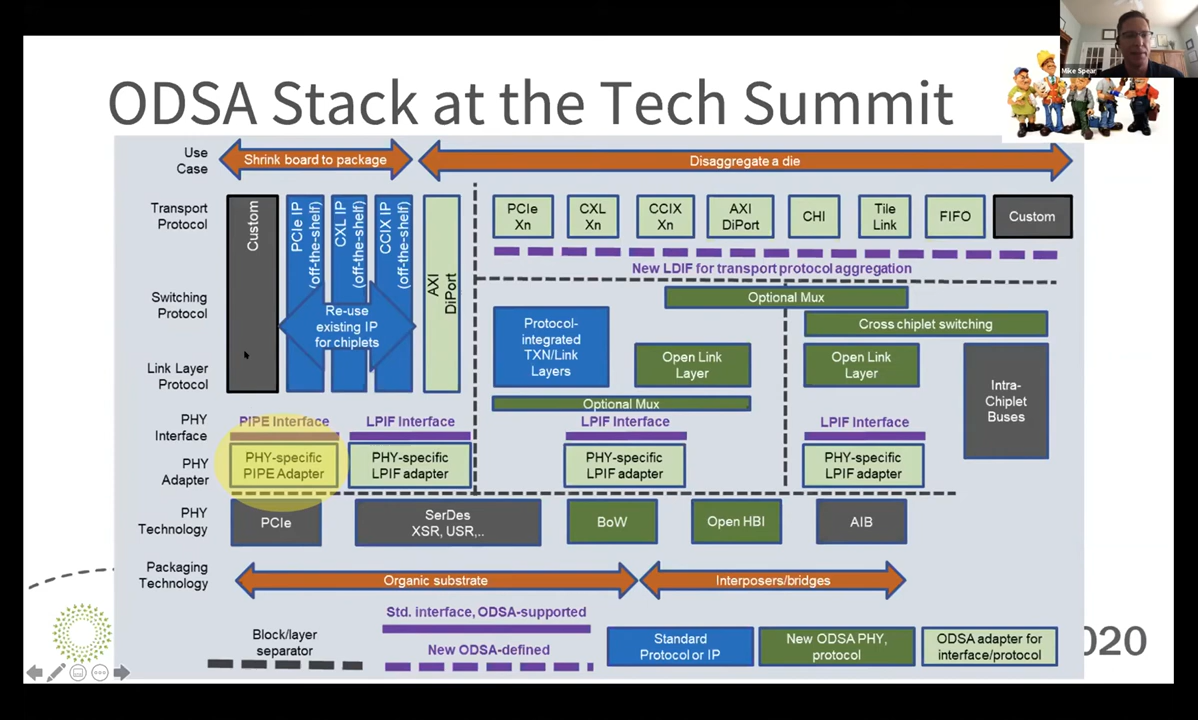 Mike Spear
ODSA Stack at the Tech Summit
Use
Case
Shrink board to package
Disaggregate a die
Transport
Protocol
Custom
PCIe IP
(off-the-shelf)
CXL IP
(off-the-shelf)
CCIX IP
(off-the-shelf)
AXI
DiPort
PCIe
Xn
CXL
Xn
CCIX
Xn
AXI
DiPort
CHI
Tile
Link
FIFO
Custom
New LDIF for transport protocol aggregation
Switching
Protocol
Re-use
existing IP
for chiplets
Optional Mux
Cross chiplet switching
Protocol-
integrated
TXN/Link
Layers
Open Link
Layer
Open Link
Layer
Intra-
Chiplet
Buses
Link Layer
Protocol
Optional Mux
PHY
Interface
PIPE Interface
LPIF Interface
LPIF Interface
LPIF Interface
PHY
Adapter
PHY-specific
PIPE Adapter
PHY-specific
LPIF adapter
PHY-specific
LPIF adapter
PHY-specific
LPIF adapter
PHY
Technology
PCIe
SerDes
XSR, USR,..
BoW
Open HBI
AIB
Packaging
Technology
Organic substrate
Interposers/bridges
Block/layer
separator
Std. interface, ODSA-supported
New ODSA-defined
Standard
Protocol or IP
New ODSA PHY,
protocol
ODSA adapter for
interface/protocol
020